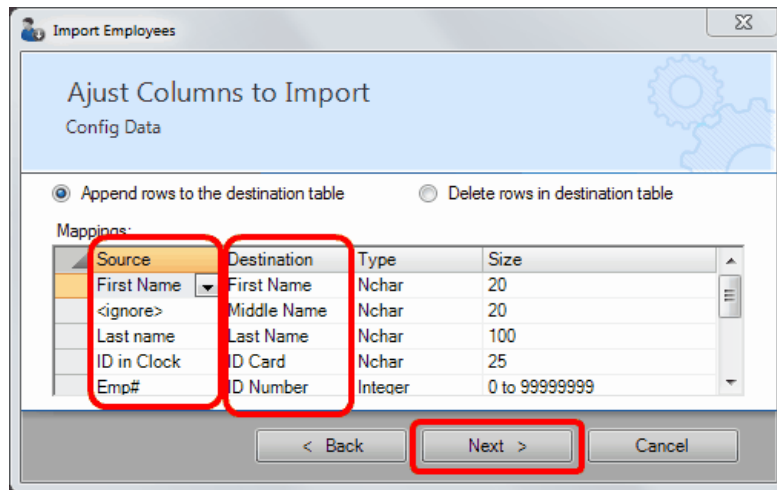 Import Employees
Ajust Columns to Import
Config Data
Append rows to the destination table Delete rows in destination table
Mappings:
Source Destination Type Size
First Name First Name Nchar 20
<ignore> Middle Name Nchar 20
Last name Last Name Nchar 100
ID in Clock ID Card Nchar 25
Emp# ID Number Integer 0 to 99999999
< Back Next > Cancel